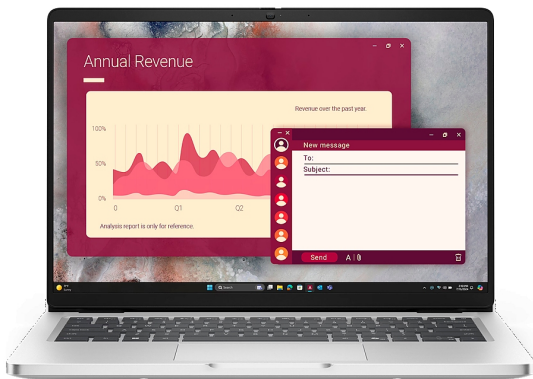 Annual Revenue
Revenue over the past year.
100%
50%
0%
0
Q1
Q2
Analysis report is only for reference.
New message
To:
Subject:
Send
A
Search